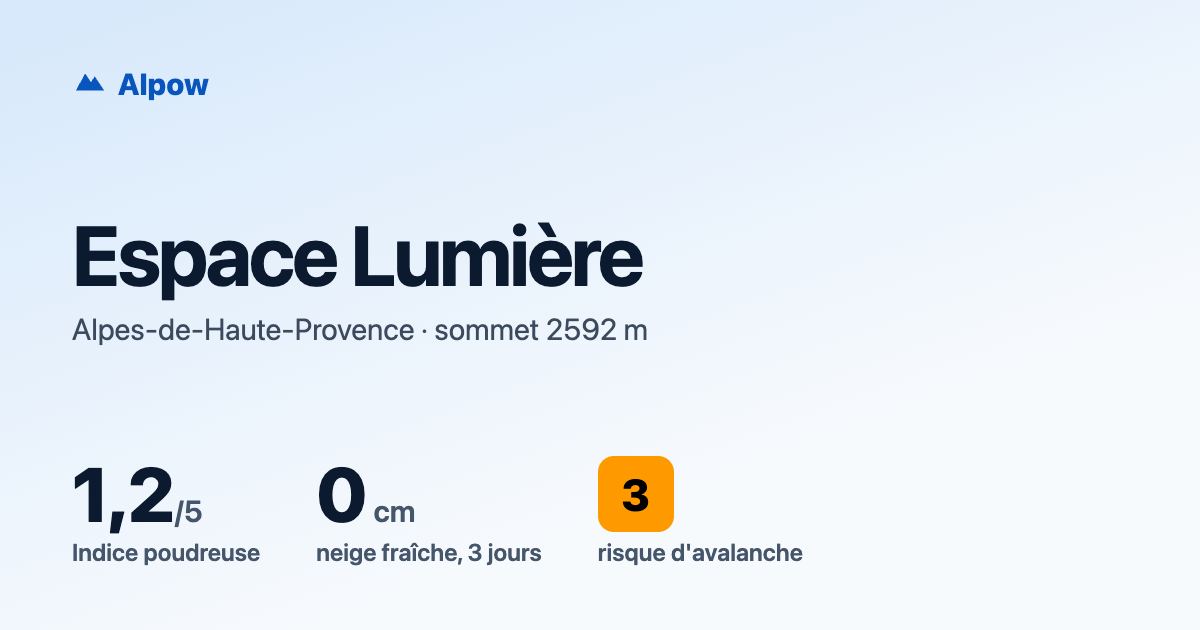 Alpow
Espace Lumière
Alpes-de-Haute-Provence · sommet 2592 m
1,2/5
Indice poudreuse
0 cm
neige fraîche, 3 jours
3
risque d'avalanche